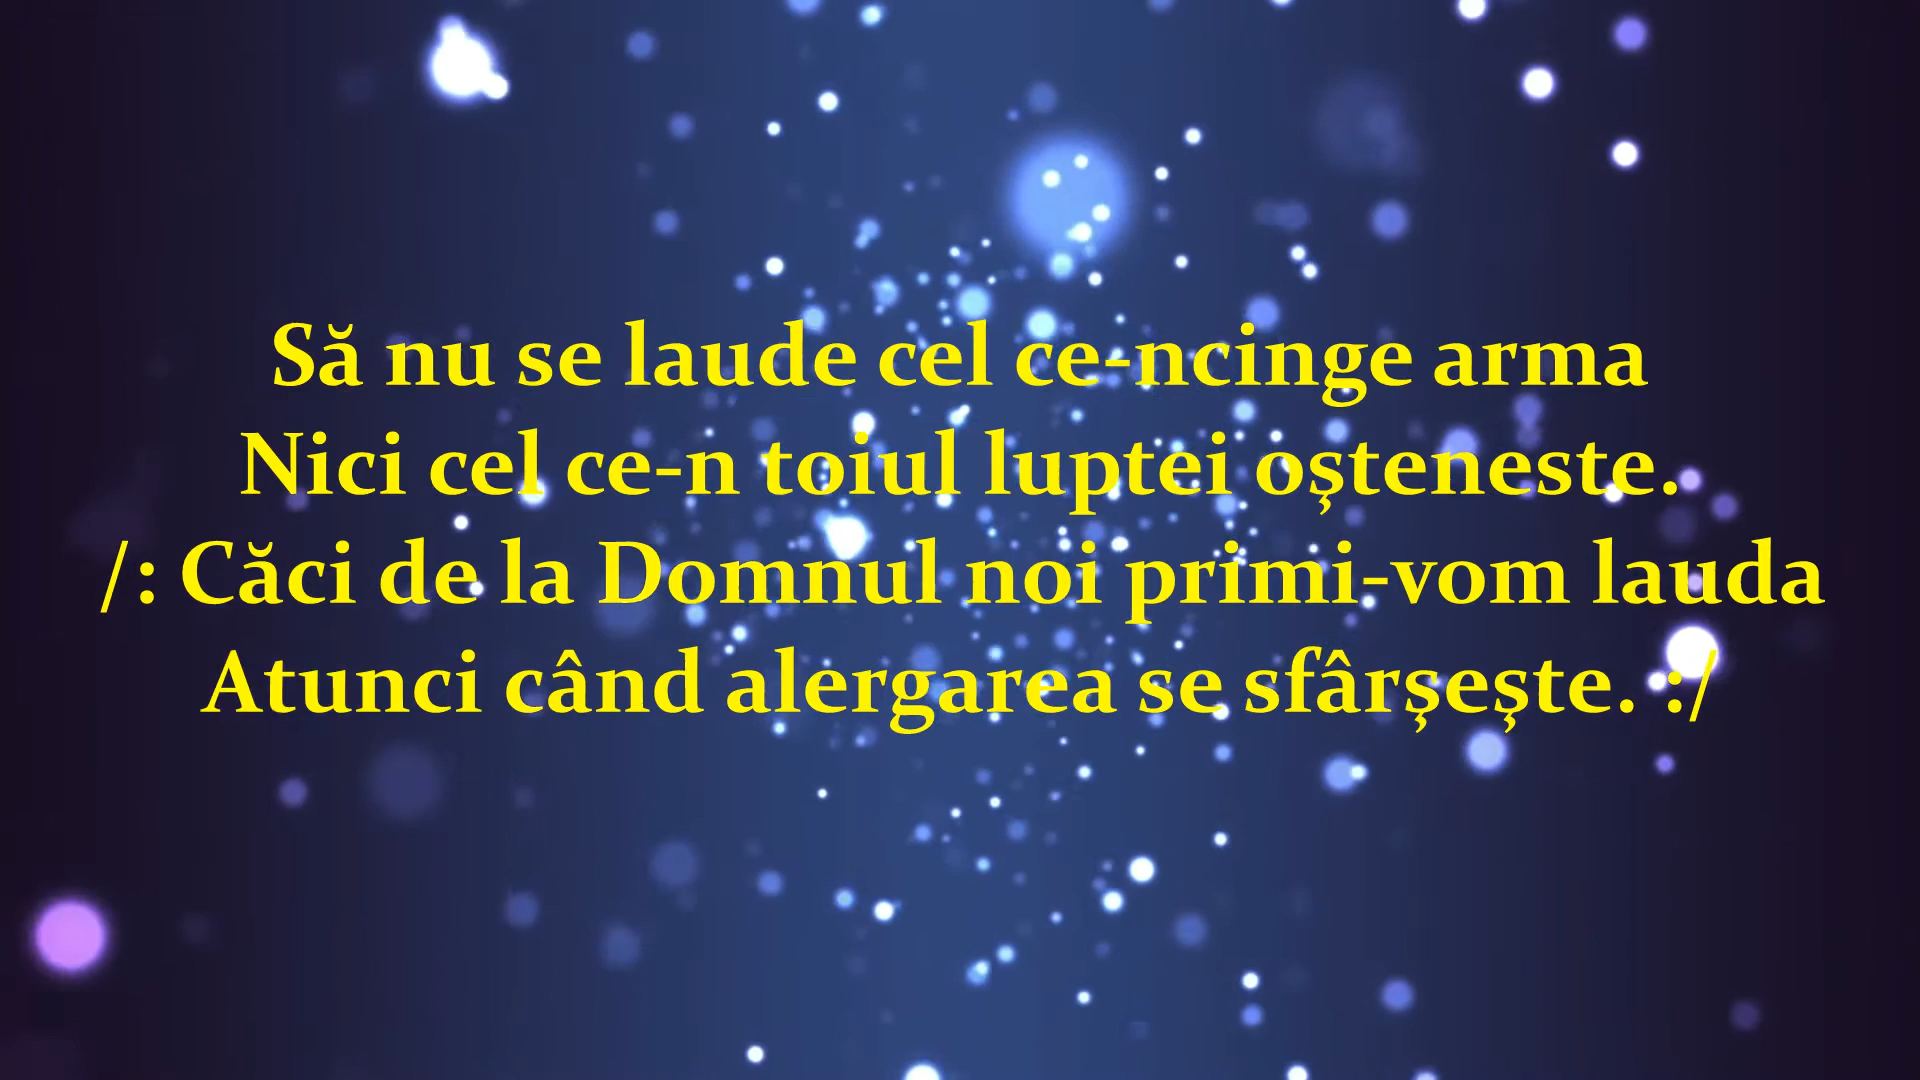 Să nu se laude cel ce-ncinge arma
Nici cel ce-n toiul luptei oşteneste.
/: Căci de la Domnul noi primi-vom lauda
Atunci când alergarea se sfârşeşte. :/